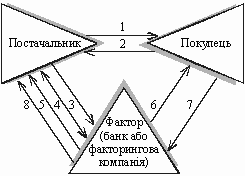 1
Постачальник
2
Покупець
8 5 4 3
6
7
Фактор
(банк або
факторингова
компанія)